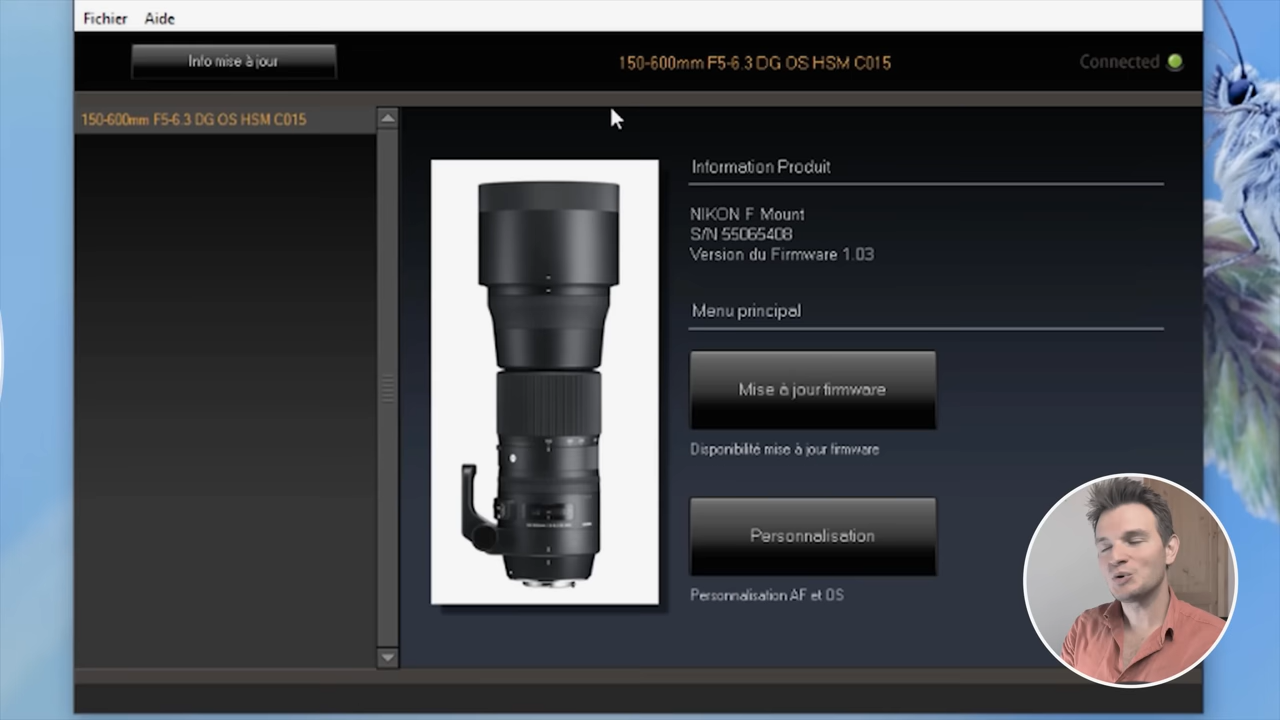 Fichier Aide
Info mise à jour
150-600mm F5-6.3 DG OS HSM C015
Connected
150-600mm F5-6.3 DG OS HSM C015
Information Produit
NIKON F Mount
S/N 55065408
Version du Firmware 1.03
Menu principal
Mise à jour firmware
Disponibilité mise à jour firmware
Personnalisation
Personnalisation AF et OS